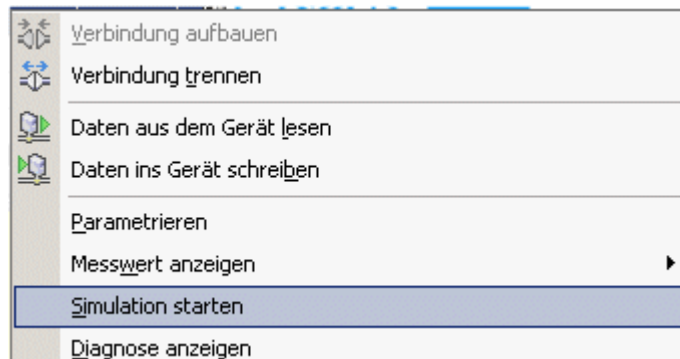 Verbindung aufbauen
Verbindung trennen
Daten aus dem Gerät lesen
Daten ins Gerät schreiben
Parametrieren
Messwert anzeigen
Simulation starten
Diagnose anzeigen